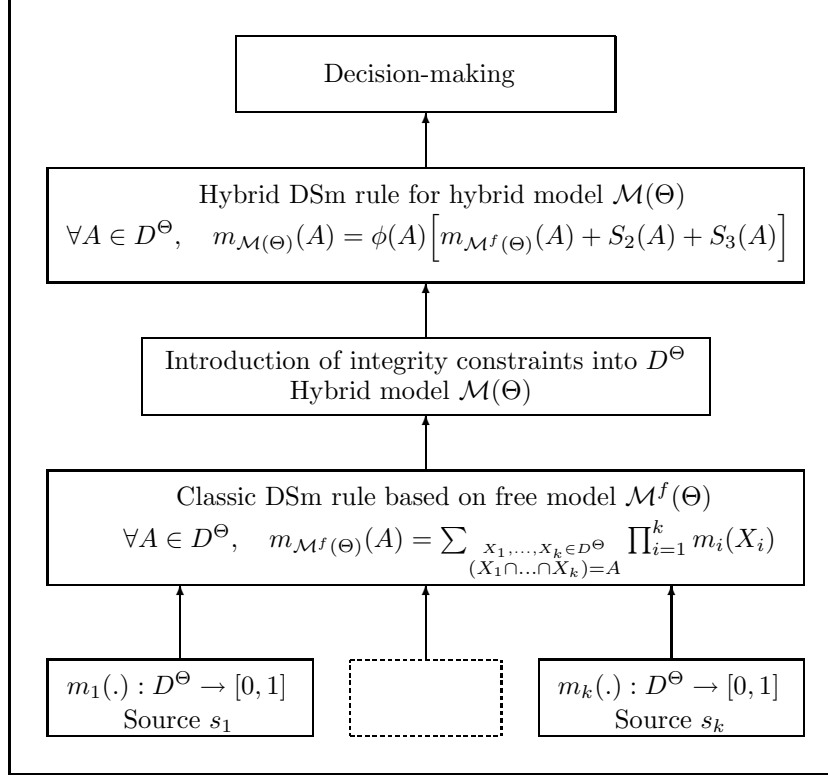 Decision-making
Hybrid DSm rule for hybrid model ℳ(Θ)
∀A ∈ D^Θ, m_{ℳ(Θ)}(A) = ϕ(A)[m_{ℳ^f(Θ)}(A) + S_2(A) + S_3(A)]
Introduction of integrity constraints into D^Θ
Hybrid model ℳ(Θ)
Classic DSm rule based on free model ℳ^f(Θ)
∀A ∈ D^Θ, m_{ℳ^f(Θ)}(A) = ∑_{X_1,...,X_k∈D^Θ (X_1∩...∩X_k)=A} ∏_{i=1}^k m_i(X_i)
m_1(.) : D^Θ → [0, 1]
Source s_1
m_k(.) : D^Θ → [0, 1]
Source s_k